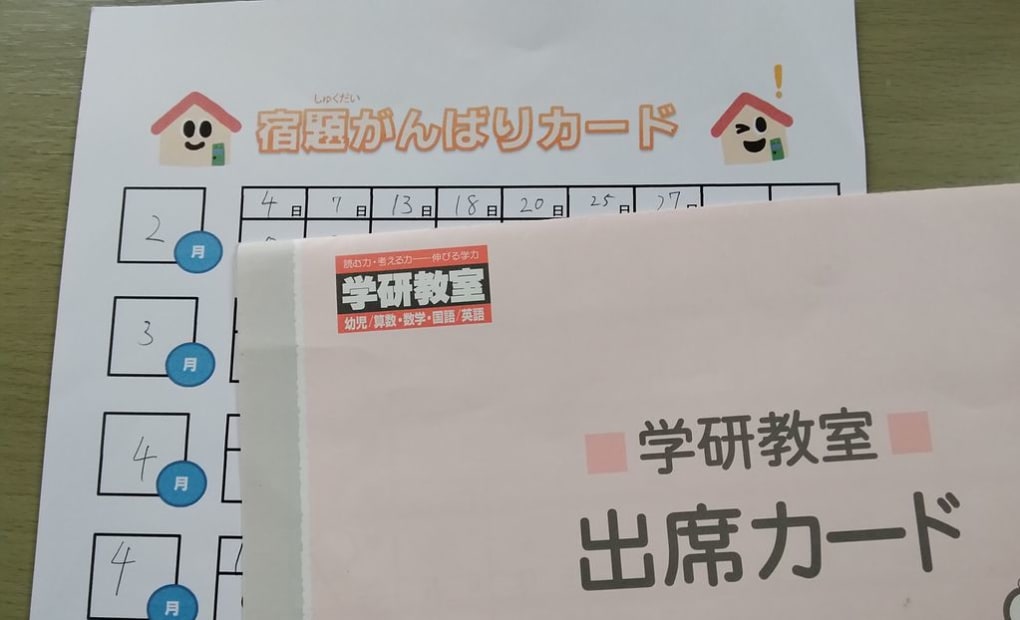 しゅくだい
宿題がんばりカード
2月
4日 7日 13日 18日 20日 25日 27
3月
4月
4月
読む力・考える力——伸びる学力
学研教室
幼児/算数・数学・国語/英語
学研教室
出席カード